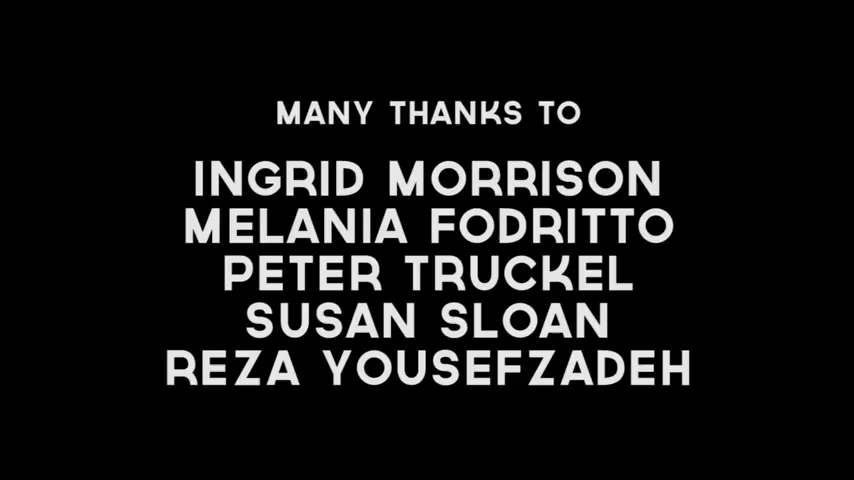 MANY THANKS TO
INGRID MORRISON
MELANIA FODRITTO
PETER TRUCKEL
SUSAN SLOAN
REZA YOUSEFZADEH